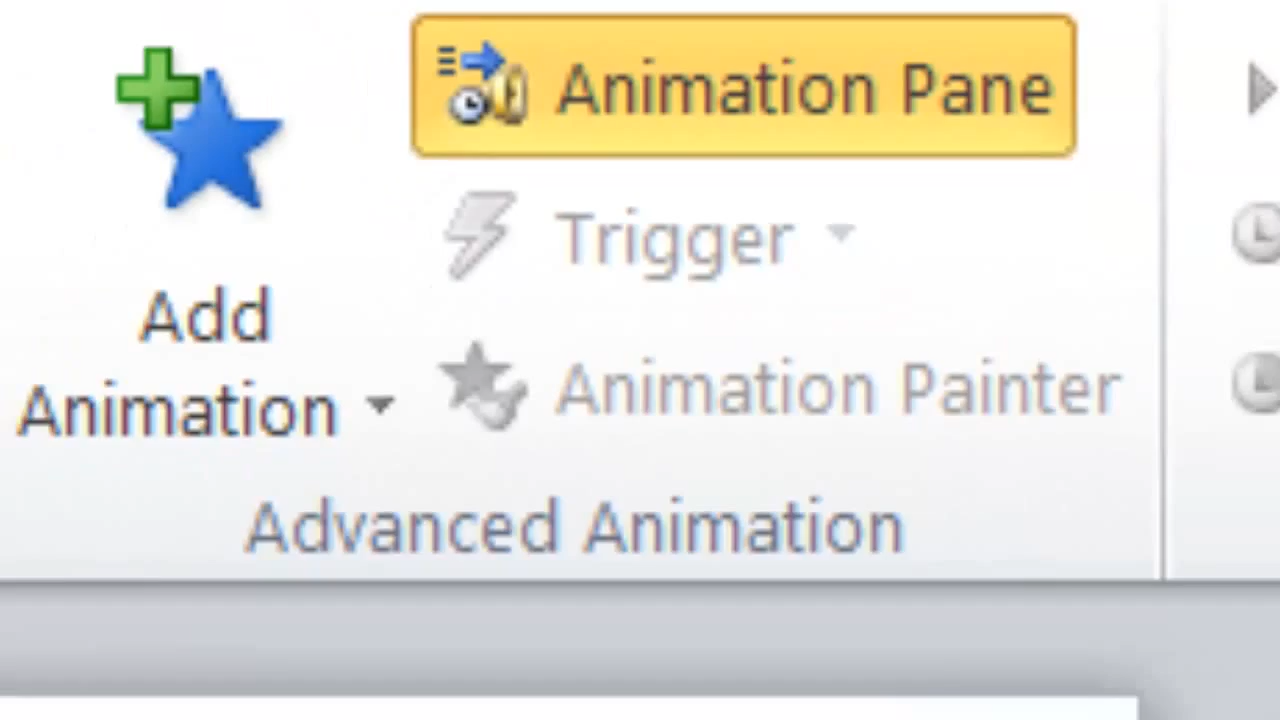 Animation Pane
Trigger
Add
Animation
Animation Painter
Advanced Animation